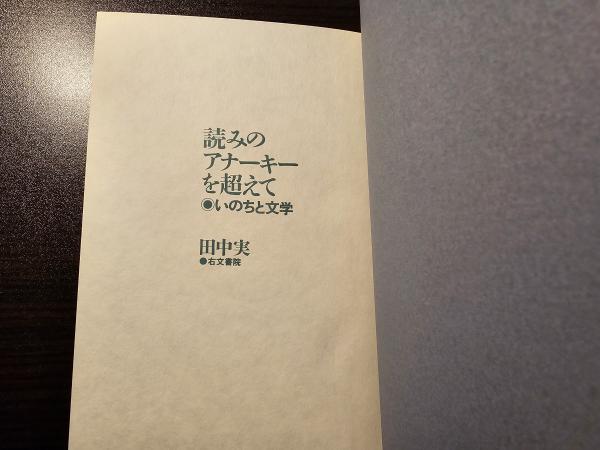 読みの
アナーキー
を超えて
◉いのちと文学
田中実
●右文書院